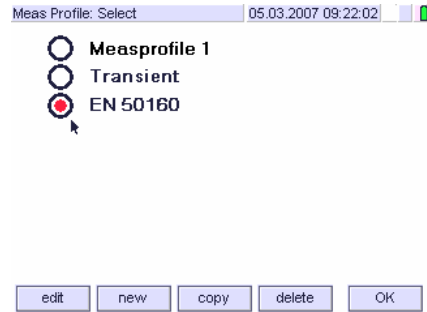 Meas Profile: Select 05.03.2007 09:22:02
Measprofile 1
Transient
EN 50160
edit new copy delete OK